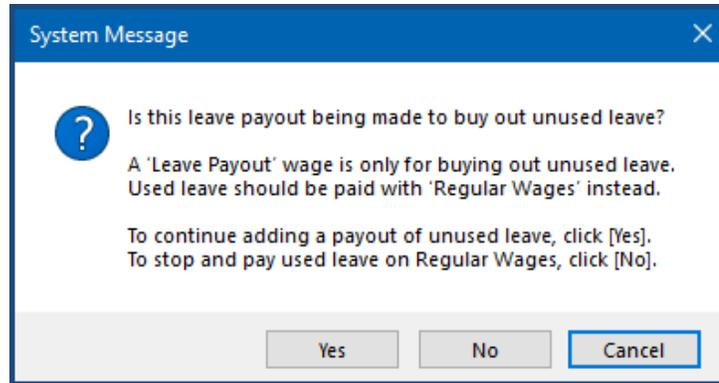 System Message
Is this leave payout being made to buy out unused leave?
A 'Leave Payout' wage is only for buying out unused leave.
Used leave should be paid with 'Regular Wages' instead.
To continue adding a payout of unused leave, click [Yes].
To stop and pay used leave on Regular Wages, click [No].
Yes No Cancel